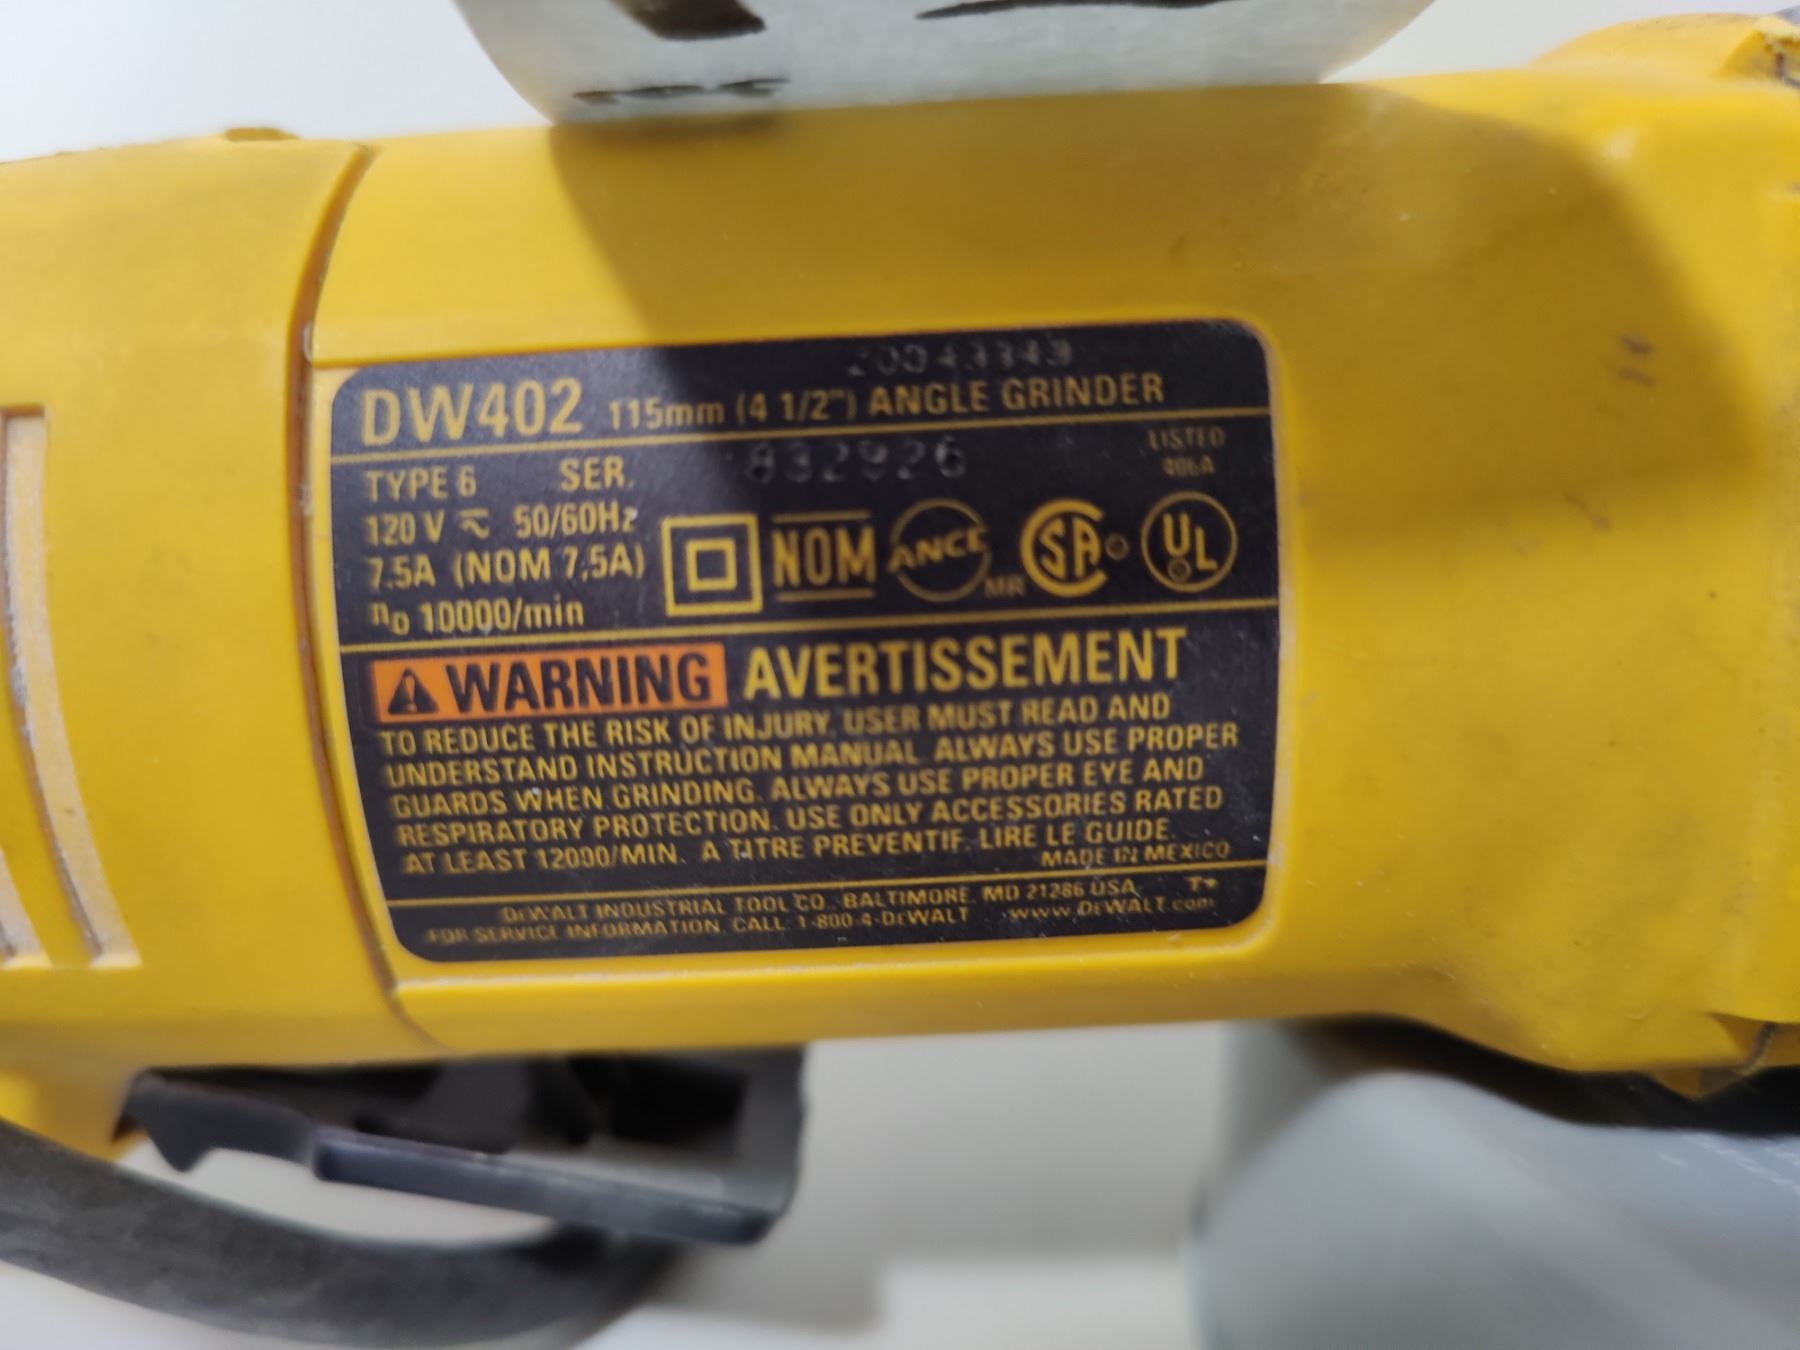 DW402 115mm (4 1/2") ANGLE GRINDER
TYPE 6 SER. 832926
LISTED
406A
120 V 50/60Hz
7.5A (NOM 7,5A)
no 10000/min
NOM ANCE MR SA UL
WARNING AVERTISSEMENT
TO REDUCE THE RISK OF INJURY, USER MUST READ AND
UNDERSTAND INSTRUCTION MANUAL. ALWAYS USE PROPER
GUARDS WHEN GRINDING. ALWAYS USE PROPER EYE AND
RESPIRATORY PROTECTION. USE ONLY ACCESSORIES RATED
AT LEAST 12000/MIN. A TITRE PREVENTIF, LIRE LE GUIDE.
MADE IN MEXICO
DEWALT INDUSTRIAL TOOL CO., BALTIMORE, MD 21286 USA
FOR SERVICE INFORMATION, CALL 1-800-4-DEWALT www.DEWALT.com